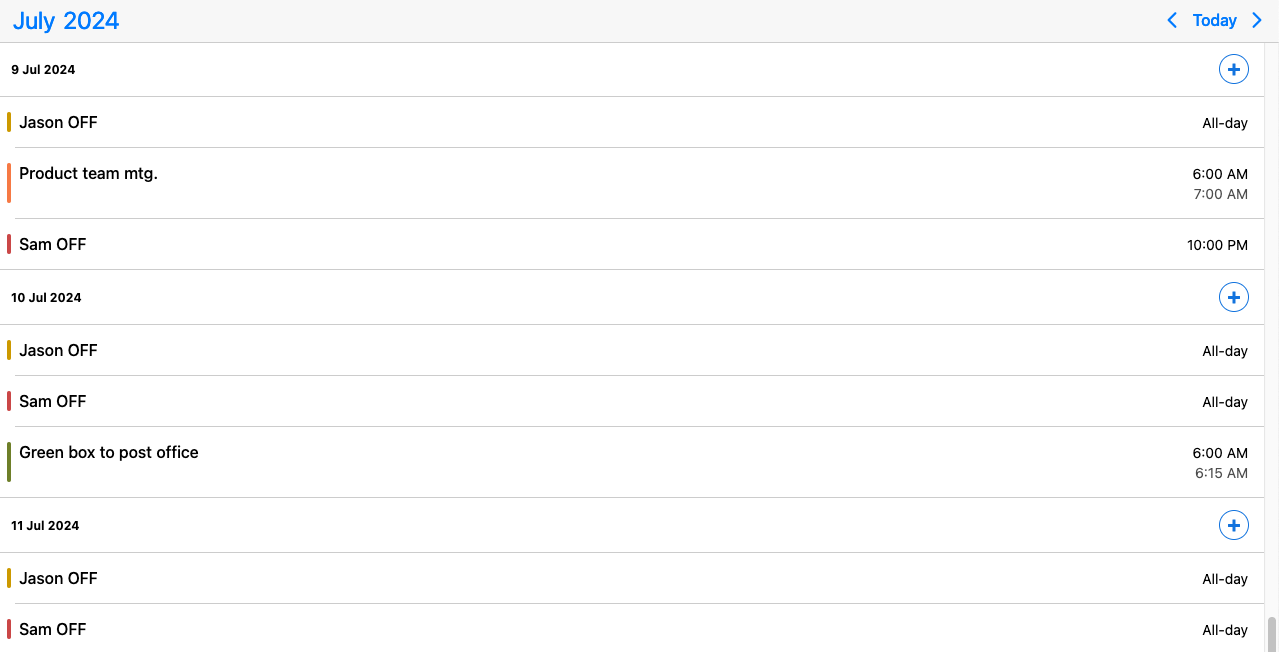 July 2024 Today
9 Jul 2024
Jason OFF All-day
Product team mtg. 6:00 AM
7:00 AM
Sam OFF 10:00 PM
10 Jul 2024
Jason OFF All-day
Sam OFF All-day
Green box to post office 6:00 AM
6:15 AM
11 Jul 2024
Jason OFF All-day
Sam OFF All-day